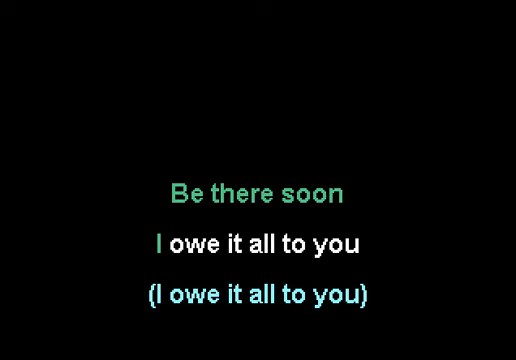 Be there soon
I owe it all to you
(I owe it all to you)